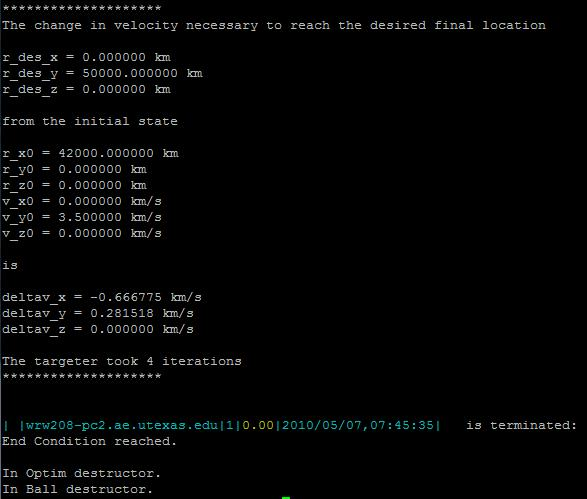 ********************
The change in velocity necessary to reach the desired final location
r_des_x = 0.000000 km
r_des_y = 50000.000000 km
r_des_z = 0.000000 km
from the initial state
r_x0 = 42000.000000 km
r_y0 = 0.000000 km
r_z0 = 0.000000 km
v_x0 = 0.000000 km/s
v_y0 = 3.500000 km/s
v_z0 = 0.000000 km/s
is
deltav_x = -0.666775 km/s
deltav_y = 0.281518 km/s
deltav_z = 0.000000 km/s
The targeter took 4 iterations
********************
| |wrw208-pc2.ae.utexas.edu|1|0.00|2010/05/07,07:45:35|   is terminated:
End Condition reached.
In Optim destructor.
In Ball destructor.